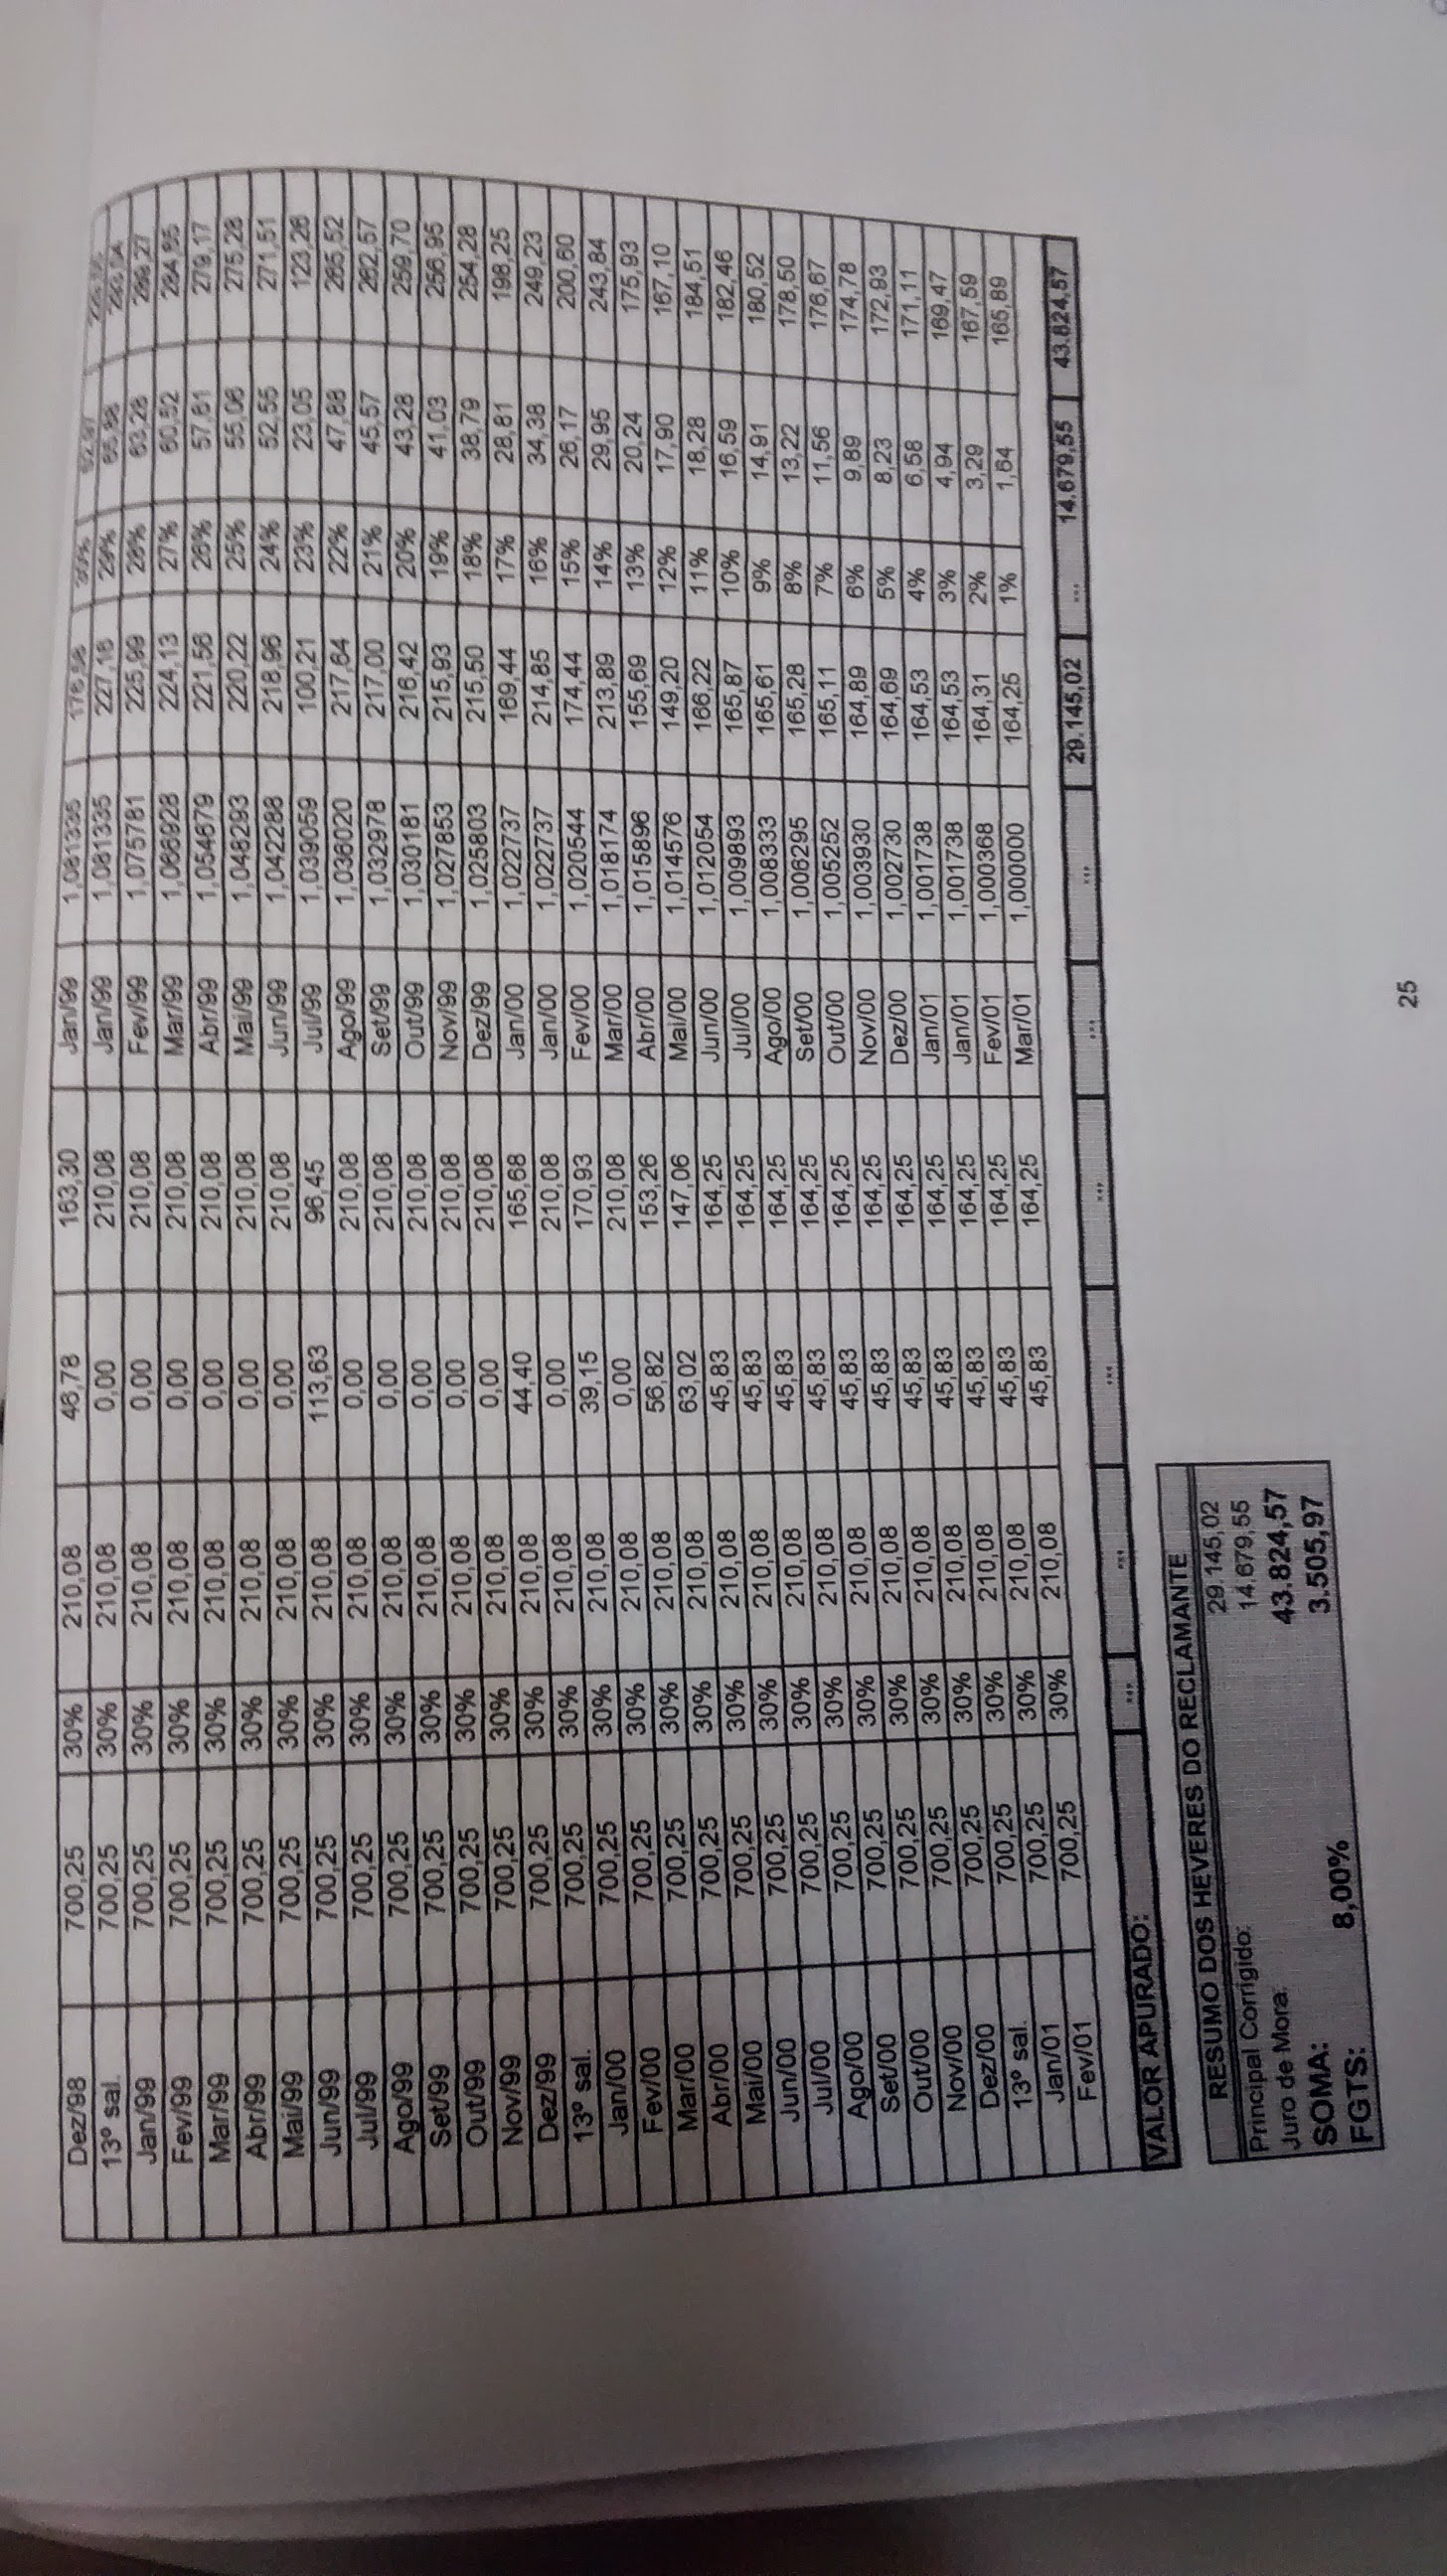 Dez/98 700,25 30% 210,08 46,78 163,30 Jan/99 1,081335 176,58 30%
13º sal. 700,25 30% 210,08 0,00 210,08 Jan/99 1,081335 227,16 29% 65,88 293,04
Jan/99 700,25 30% 210,08 0,00 210,08 Fev/99 1,075781 225,99 28% 63,28 289,27
Fev/99 700,25 30% 210,08 0,00 210,08 Mar/99 1,066928 224,13 27% 60,52 284,65
Mar/99 700,25 30% 210,08 0,00 210,08 Abr/99 1,054679 221,56 26% 57,61 279,17
Abr/99 700,25 30% 210,08 0,00 210,08 Mai/99 1,048293 220,22 25% 55,06 275,28
Mai/99 700,25 30% 210,08 0,00 210,08 Jun/99 1,042288 218,96 24% 52,55 271,51
Jun/99 700,25 30% 210,08 113,63 96,45 Jul/99 1,039059 100,21 23% 23,05 123,26
Jul/99 700,25 30% 210,08 0,00 210,08 Ago/99 1,036020 217,64 22% 47,88 265,52
Ago/99 700,25 30% 210,08 0,00 210,08 Set/99 1,032978 217,00 21% 45,57 262,57
Set/99 700,25 30% 210,08 0,00 210,08 Out/99 1,030181 216,42 20% 43,28 259,70
Out/99 700,25 30% 210,08 0,00 210,08 Nov/99 1,027853 215,93 19% 41,03 256,95
Nov/99 700,25 30% 210,08 0,00 210,08 Dez/99 1,025803 215,50 18% 38,79 254,28
Dez/99 700,25 30% 210,08 44,40 165,68 Jan/00 1,022737 169,44 17% 28,81 198,25
13º sal. 700,25 30% 210,08 0,00 210,08 Jan/00 1,022737 214,85 16% 34,38 249,23
Jan/00 700,25 30% 210,08 39,15 170,93 Fev/00 1,020544 174,44 15% 26,17 200,60
Fev/00 700,25 30% 210,08 0,00 210,08 Mar/00 1,018174 213,89 14% 29,95 243,84
Mar/00 700,25 30% 210,08 56,82 153,26 Abr/00 1,015896 155,69 13% 20,24 175,93
Abr/00 700,25 30% 210,08 63,02 147,06 Mai/00 1,014576 149,20 12% 17,90 167,10
Mai/00 700,25 30% 210,08 45,83 164,25 Jun/00 1,012054 166,22 11% 18,28 184,51
Jun/00 700,25 30% 210,08 45,83 164,25 Jul/00 1,009893 165,87 10% 16,59 182,46
Jul/00 700,25 30% 210,08 45,83 164,25 Ago/00 1,008333 165,61 9% 14,91 180,52
Ago/00 700,25 30% 210,08 45,83 164,25 Set/00 1,006295 165,28 8% 13,22 178,50
Set/00 700,25 30% 210,08 45,83 164,25 Out/00 1,005252 165,11 7% 11,56 176,67
Out/00 700,25 30% 210,08 45,83 164,25 Nov/00 1,003930 164,89 6% 9,89 174,78
Nov/00 700,25 30% 210,08 45,83 164,25 Dez/00 1,002730 164,69 5% 8,23 172,93
Dez/00 700,25 30% 210,08 45,83 164,25 Jan/01 1,001738 164,53 4% 6,58 171,11
13º sal. 700,25 30% 210,08 45,83 164,25 Jan/01 1,001738 164,53 3% 4,94 169,47
Jan/01 700,25 30% 210,08 45,83 164,25 Fev/01 1,000368 164,31 2% 3,29 167,59
Fev/01 700,25 30% 210,08 45,83 164,25 Mar/01 1,000000 164,25 1% 1,64 165,89
VALOR APURADO: ... ... ... ... ... ... 29.145,02 ... 14.679,55 43.824,57
RESUMO DOS HEVERES DO RECLAMANTE
Principal Corrigido: 29.145,02
Juro de Mora: 14.679,55
SOMA: 43.824,57
FGTS: 8,00% 3.505,97
25